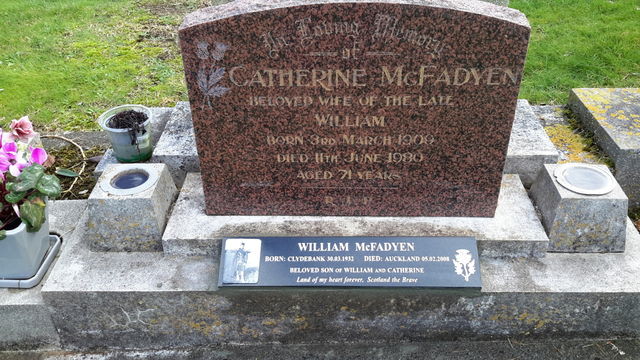 In Loving Memory
of
CATHERINE McFADYEN
BELOVED WIFE OF THE LATE
WILLIAM
BORN 3RD MARCH 1909
DIED 11TH JUNE 1980
AGED 71 YEARS
R.I.P.
WILLIAM McFADYEN
BORN: CLYDEBANK 30.03.1932 DIED: AUCKLAND 05.02.2008
BELOVED SON OF WILLIAM AND CATHERINE
Land of my heart forever, Scotland the Brave